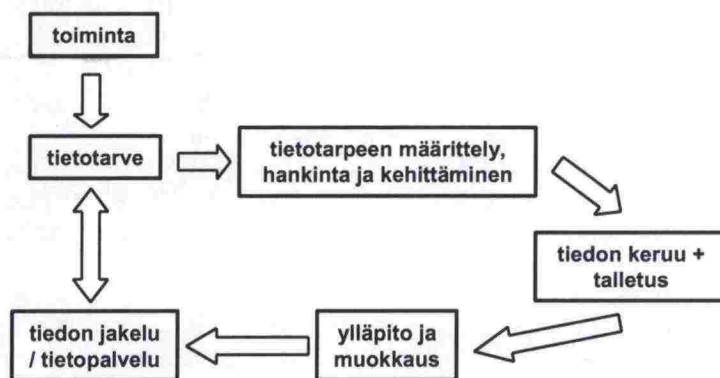 toiminta
tietotarve
tietotarpeen määrittely,
hankinta ja kehittäminen
tiedon keruu +
talletus
ylläpito ja
muokkaus
tiedon jakelu
/ tietopalvelu